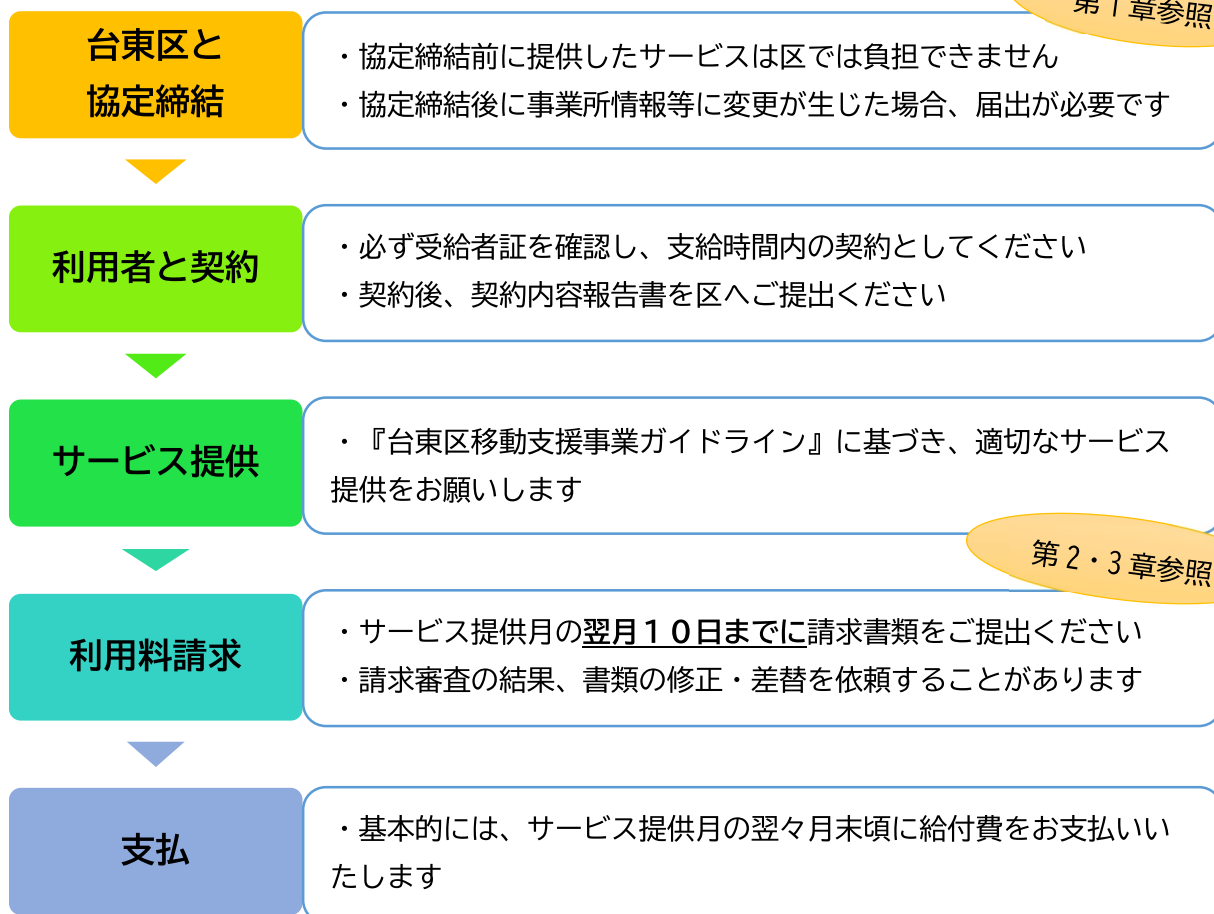 第１章参照
台東区と
協定締結
・協定締結前に提供したサービスは区では負担できません
・協定締結後に事業所情報等に変更が生じた場合、届出が必要です
利用者と契約
・必ず受給者証を確認し、支給時間内の契約としてください
・契約後、契約内容報告書を区へご提出ください
サービス提供
・『台東区移動支援事業ガイドライン』に基づき、適切なサービス
提供をお願いします
第２・３章参照
利用料請求
・サービス提供月の翌月１０日までに請求書類をご提出ください
・請求審査の結果、書類の修正・差替を依頼することがあります
支払
・基本的には、サービス提供月の翌々月末頃に給付費をお支払いい
たします